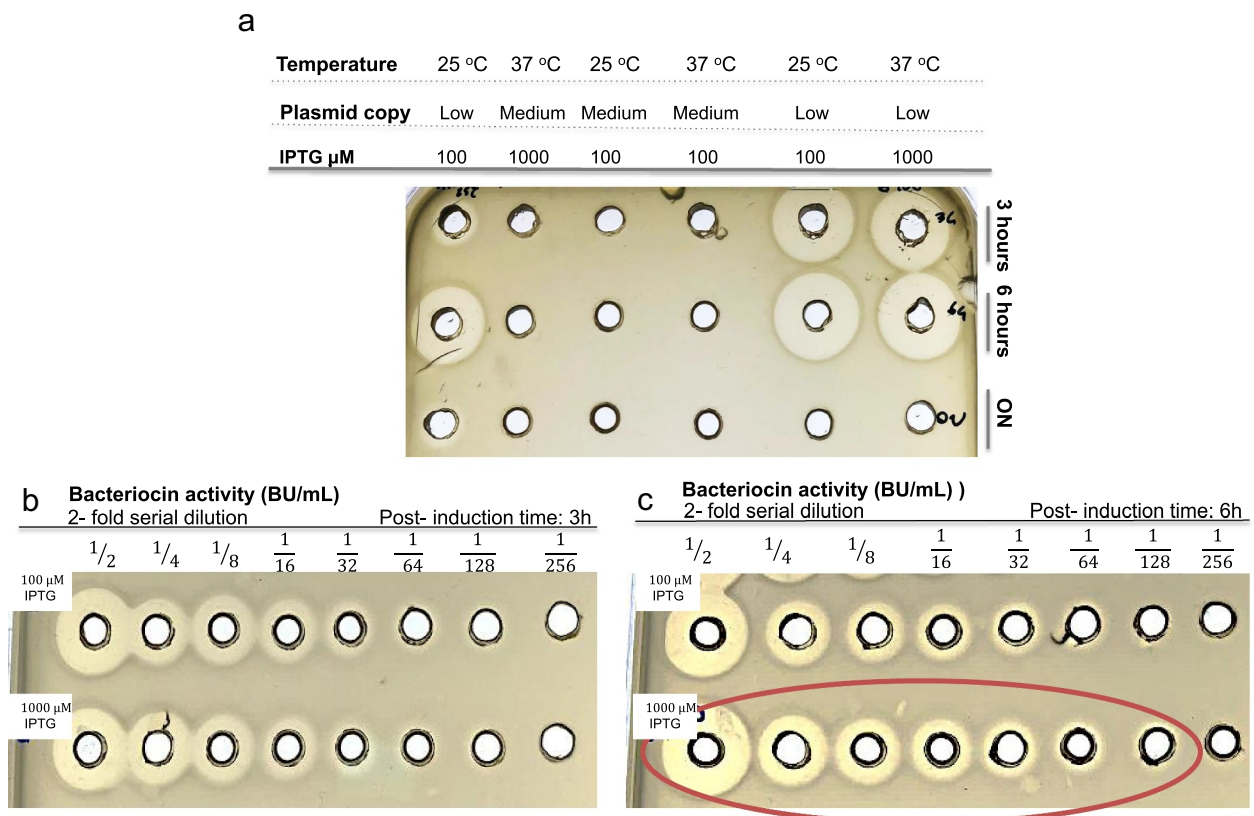 a
Temperature 25 °C 37 °C 25 °C 37 °C 25 °C 37 °C
Plasmid copy Low Medium Medium Medium Low Low
IPTG µM 100 1000 100 100 100 1000
3 hours
6 hours
ON
ON
b
Bacteriocin activity (BU/mL)
2- fold serial dilution Post- induction time: 3h
1/2 1/4 1/8 1/16 1/32 1/64 1/128 1/256
100 µM
IPTG
1000 µM
IPTG
c
Bacteriocin activity (BU/mL) )
2- fold serial dilution Post- induction time: 6h
1/2 1/4 1/8 1/16 1/32 1/64 1/128 1/256
100 µM
IPTG
1000 µM
IPTG